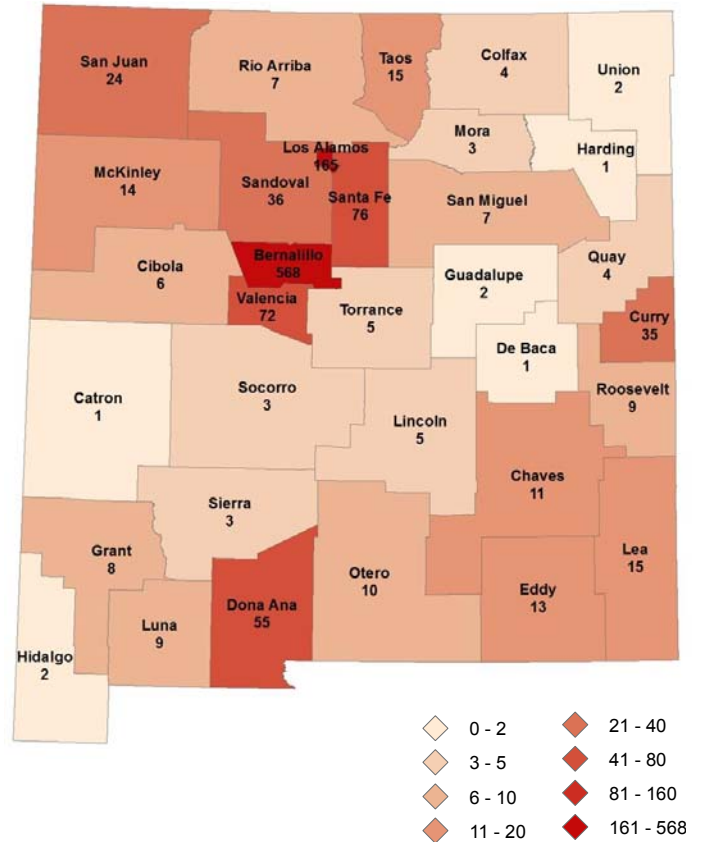 San Juan
24
Rio Arriba
7
Taos
15
Colfax
4
Union
2
Mora
3
Harding
1
Los Alamos
165
McKinley
14
Sandoval
36
Santa Fe
76
San Miguel
7
Bernalillo
568
Cibola
6
Quay
4
Guadalupe
2
Valencia
72
Torrance
5
Curry
35
De Baca
1
Socorro
3
Roosevelt
9
Catron
1
Lincoln
5
Chaves
11
Sierra
3
Grant
8
Lea
15
Otero
10
Eddy
13
Dona Ana
55
Luna
9
Hidalgo
2
0 - 2
3 - 5
6 - 10
11 - 20
21 - 40
41 - 80
81 - 160
161 - 568